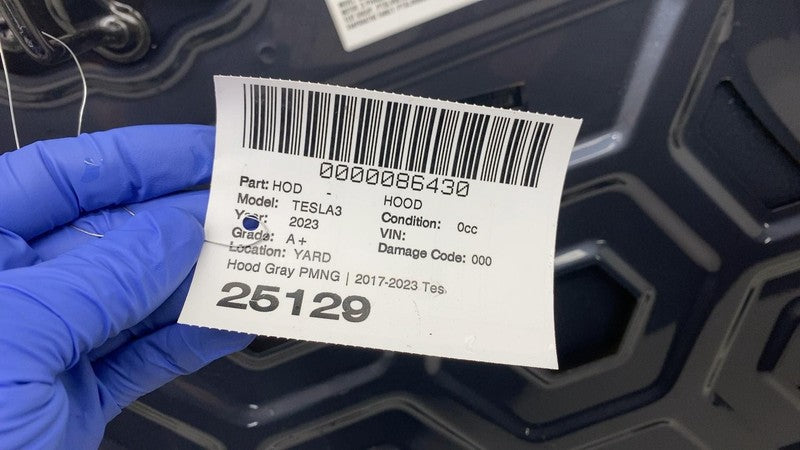 0000086430
Part: HOD - HOOD
Model: TESLA3 Condition: 0cc
Year: 2023 VIN:
Grade: A+ Damage Code: 000
Location: YARD
Hood Gray PMNG | 2017-2023 Tes
25129